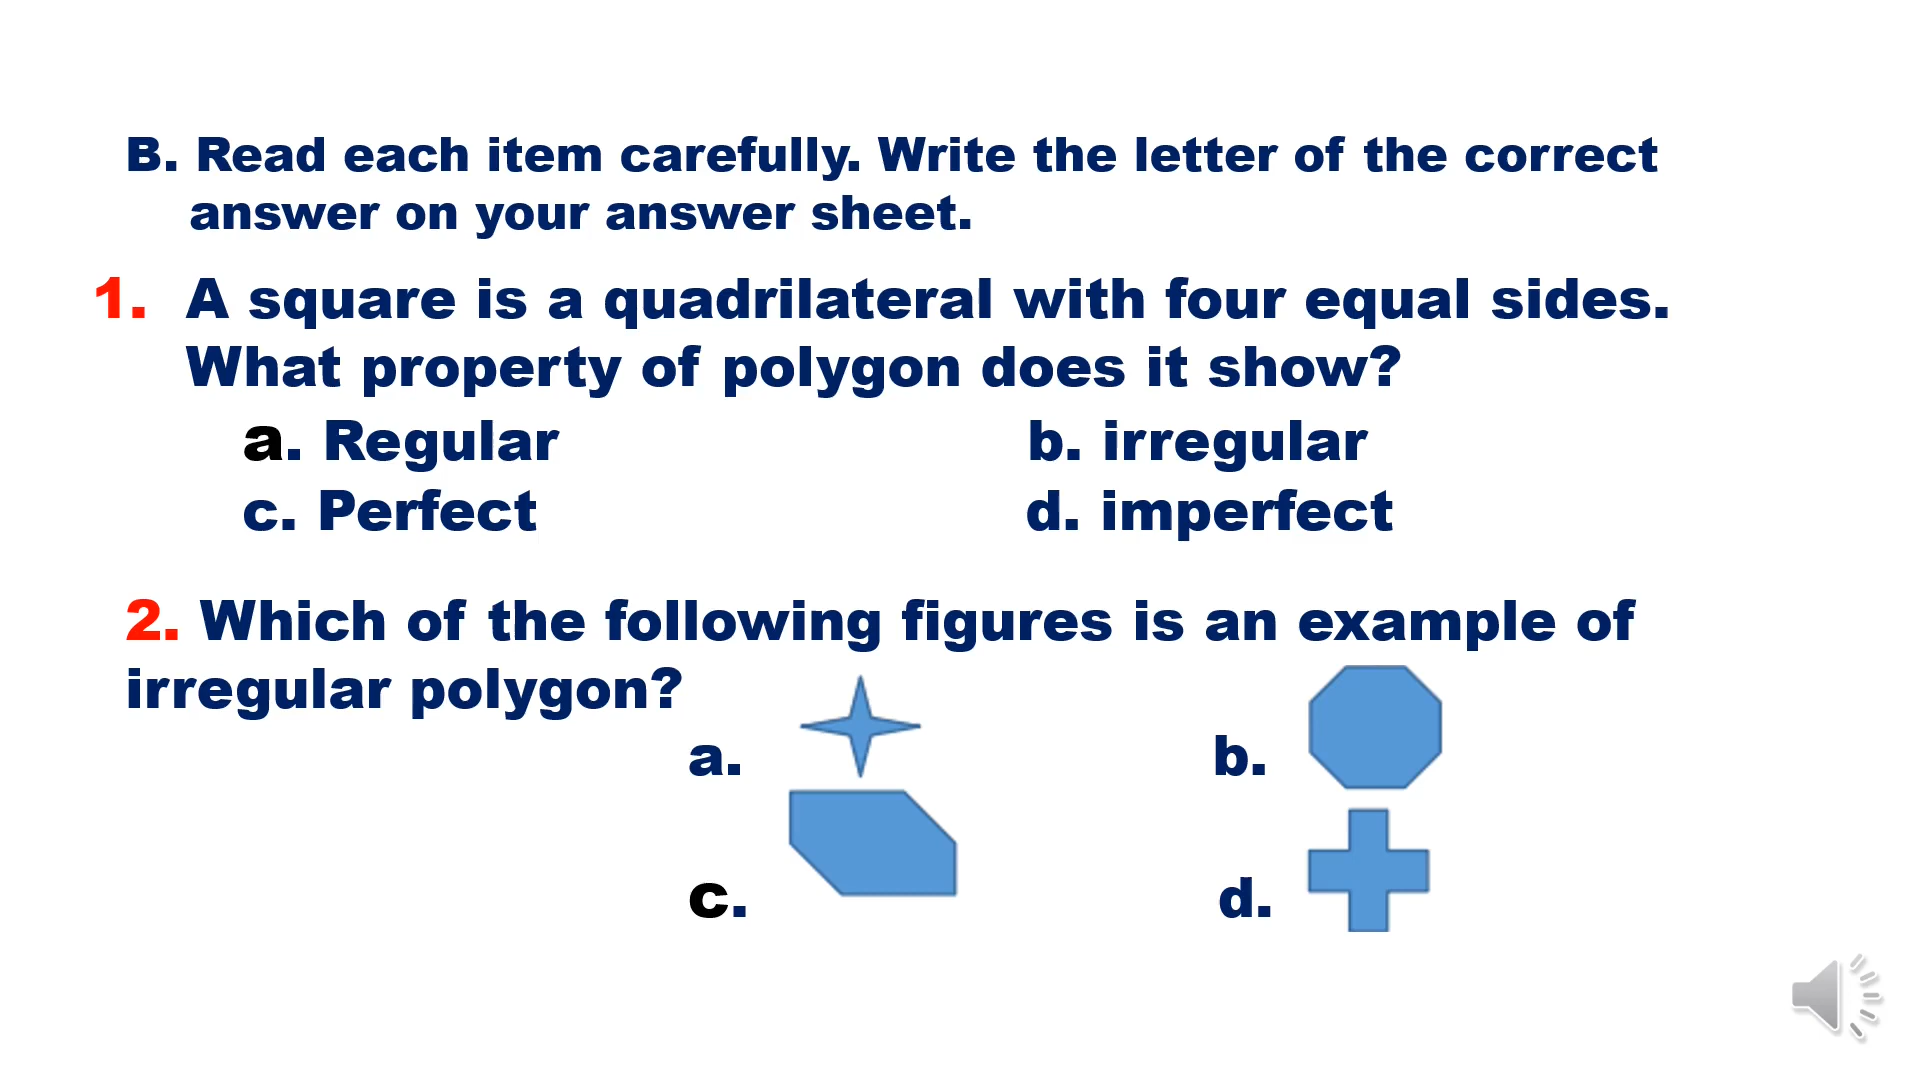 B. Read each item carefully. Write the letter of the correct
answer on your answer sheet.
1. A square is a quadrilateral with four equal sides.
What property of polygon does it show?
a. Regular b. irregular
c. Perfect d. imperfect
2. Which of the following figures is an example of
irregular polygon?
a. b.
c. d.